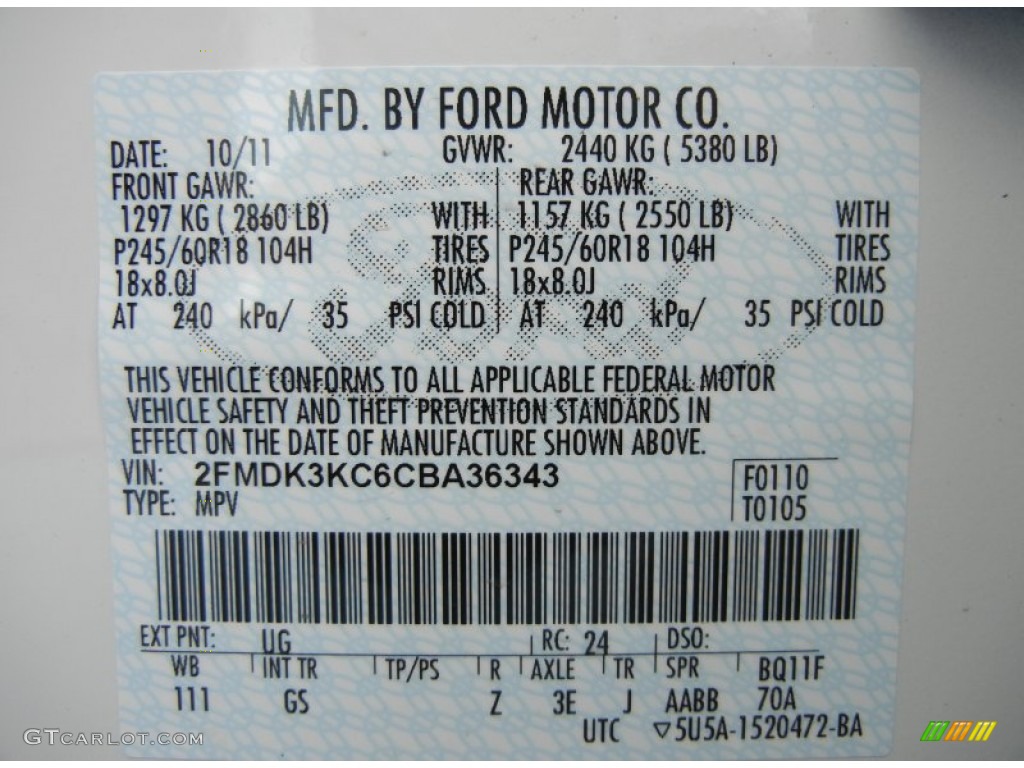 MFD. BY FORD MOTOR CO.
DATE: 10/11 GVWR: 2440 KG ( 5380 LB)
FRONT GAWR: REAR GAWR:
1297 KG ( 2860 LB) WITH 1157 KG ( 2550 LB) WITH
P245/60R18 104H TIRES P245/60R18 104H TIRES
18x8.0J RIMS 18x8.0J RIMS
AT 240 kPa/ 35 PSI COLD AT 240 kPa/ 35 PSI COLD
THIS VEHICLE CONFORMS TO ALL APPLICABLE FEDERAL MOTOR
VEHICLE SAFETY AND THEFT PREVENTION STANDARDS IN
EFFECT ON THE DATE OF MANUFACTURE SHOWN ABOVE.
VIN: 2FMDK3KC6CBA36343 F0110
TYPE: MPV T0105
EXT PNT: UG RC: 24 DSO:
WB INT TR TP/PS R AXLE TR SPR BQ11F
111 GS Z 3E J AABB 70A
UTC ▽5U5A-1520472-BA
GTCARLOT.COM